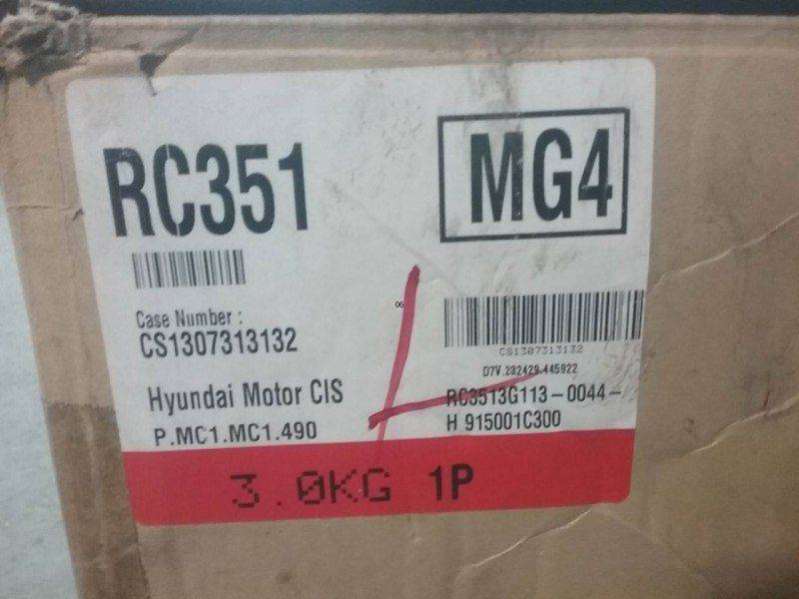 RC351
MG4
Case Number :
CS1307313132
CS1307313132
Hyundai Motor CIS
P.MC1.MC1.490
D7V.282429.445922
RC3513G113-0044-
H 915001C300
3.0KG 1P